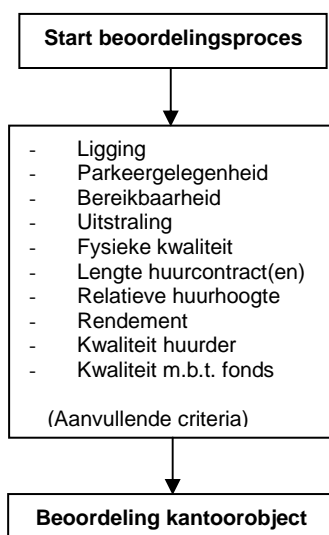 Start beoordelingsproces
- Ligging
- Parkeergelegenheid
- Bereikbaarheid
- Uitstraling
- Fysieke kwaliteit
- Lengte huurcontract(en)
- Relatieve huurhoogte
- Rendement
- Kwaliteit huurder
- Kwaliteit m.b.t. fonds
(Aanvullende criteria)
Beoordeling kantoorobject